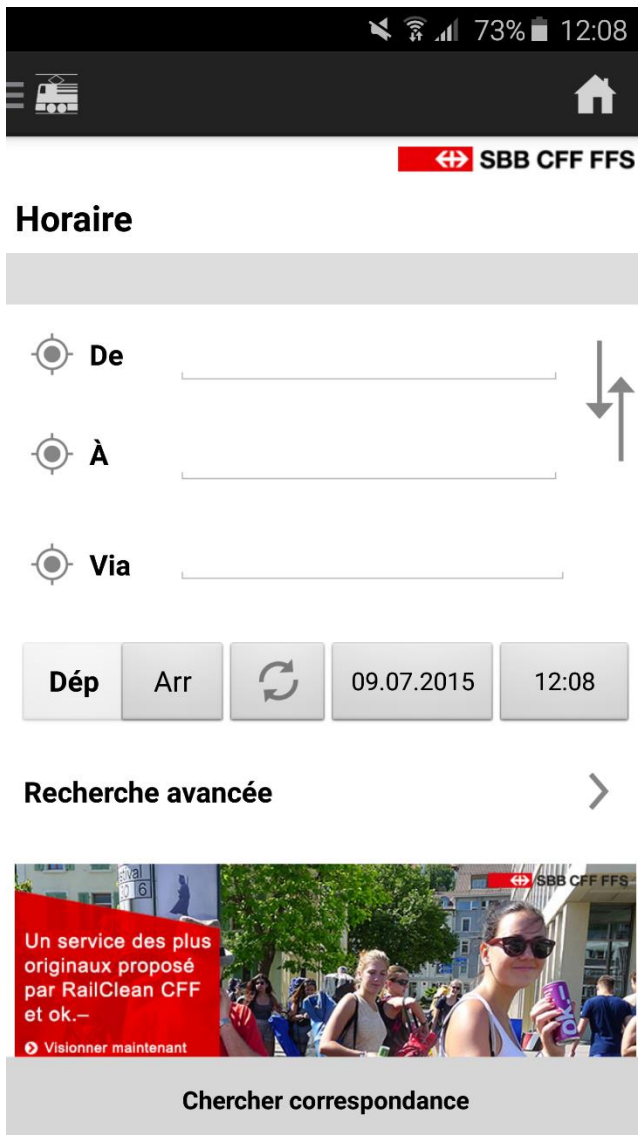 73% 12:08
SBB CFF FFS
Horaire
De
À
Via
Dép Arr 09.07.2015 12:08
Recherche avancée
SBB CFF FFS
Un service des plus
originaux proposé
par RailClean CFF
et ok.–
Visionner maintenant
Chercher correspondance